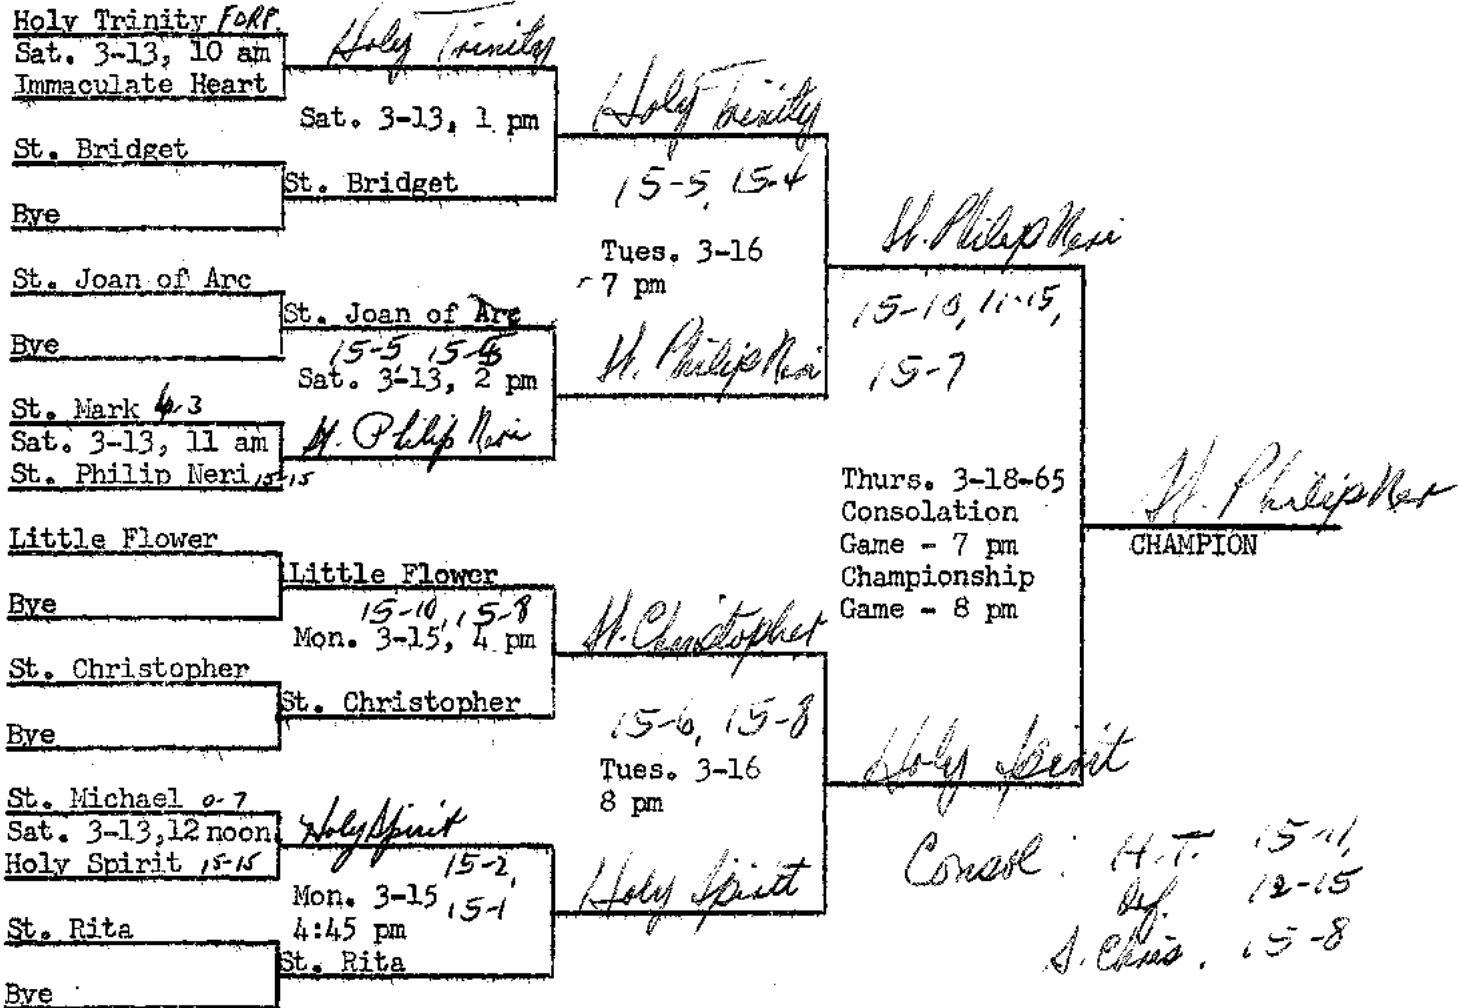 Holy Trinity FORF.
Sat. 3-13, 10 am
Immaculate Heart
St. Bridget
Bye
St. Joan of Arc
Bye
St. Mark 6-3
Sat. 3-13, 11 am
St. Philip Neri 15-15
Little Flower
Bye
St. Christopher
Bye
St. Michael 0-7
Sat. 3-13, 12 noon
Holy Spirit 15-15
St. Rita
Bye
Holy Trinity
Sat. 3-13, 1 pm
St. Bridget
St. Joan of Arc
15-5, 15-
Sat. 3-13, 2 pm
St. Philip Neri
Little Flower
15-10, 15-8
Mon. 3-15, 4 pm
St. Christopher
Holy Spirit
15-2,
Mon. 3-15
15-1
4:45 pm
St. Rita
Holy Trinity
15-5, 15-4
Tues. 3-16
7 pm
St. Philip Neri
St. Christopher
15-6, 15-8
Tues. 3-16
8 pm
Holy Spirit
St. Philip Neri
15-10, 11-15,
15-7
Thurs. 3-18-65
Consolation
Game - 7 pm
Championship
Game - 8 pm
Holy Spirit
St. Philip Ner
CHAMPION
Consol: H.T. 15-11,
Def. 12-15
S. Chris. 15-8